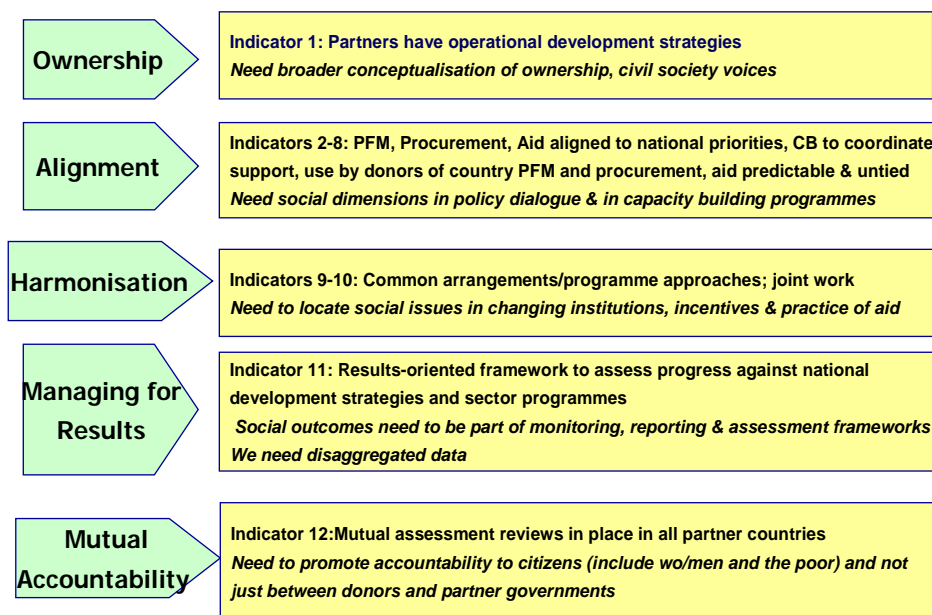 Ownership
Indicator 1: Partners have operational development strategies
Need broader conceptualisation of ownership, civil society voices
Alignment
Indicators 2-8: PFM, Procurement, Aid aligned to national priorities, CB to coordinate
support, use by donors of country PFM and procurement, aid predictable & untied
Need social dimensions in policy dialogue & in capacity building programmes
Harmonisation
Indicators 9-10: Common arrangements/programme approaches; joint work
Need to locate social issues in changing institutions, incentives & practice of aid
Managing for
Results
Indicator 11: Results-oriented framework to assess progress against national
development strategies and sector programmes
Social outcomes need to be part of monitoring, reporting & assessment frameworks
We need disaggregated data
Mutual
Accountability
Indicator 12:Mutual assessment reviews in place in all partner countries
Need to promote accountability to citizens (include wo/men and the poor) and not
just between donors and partner governments